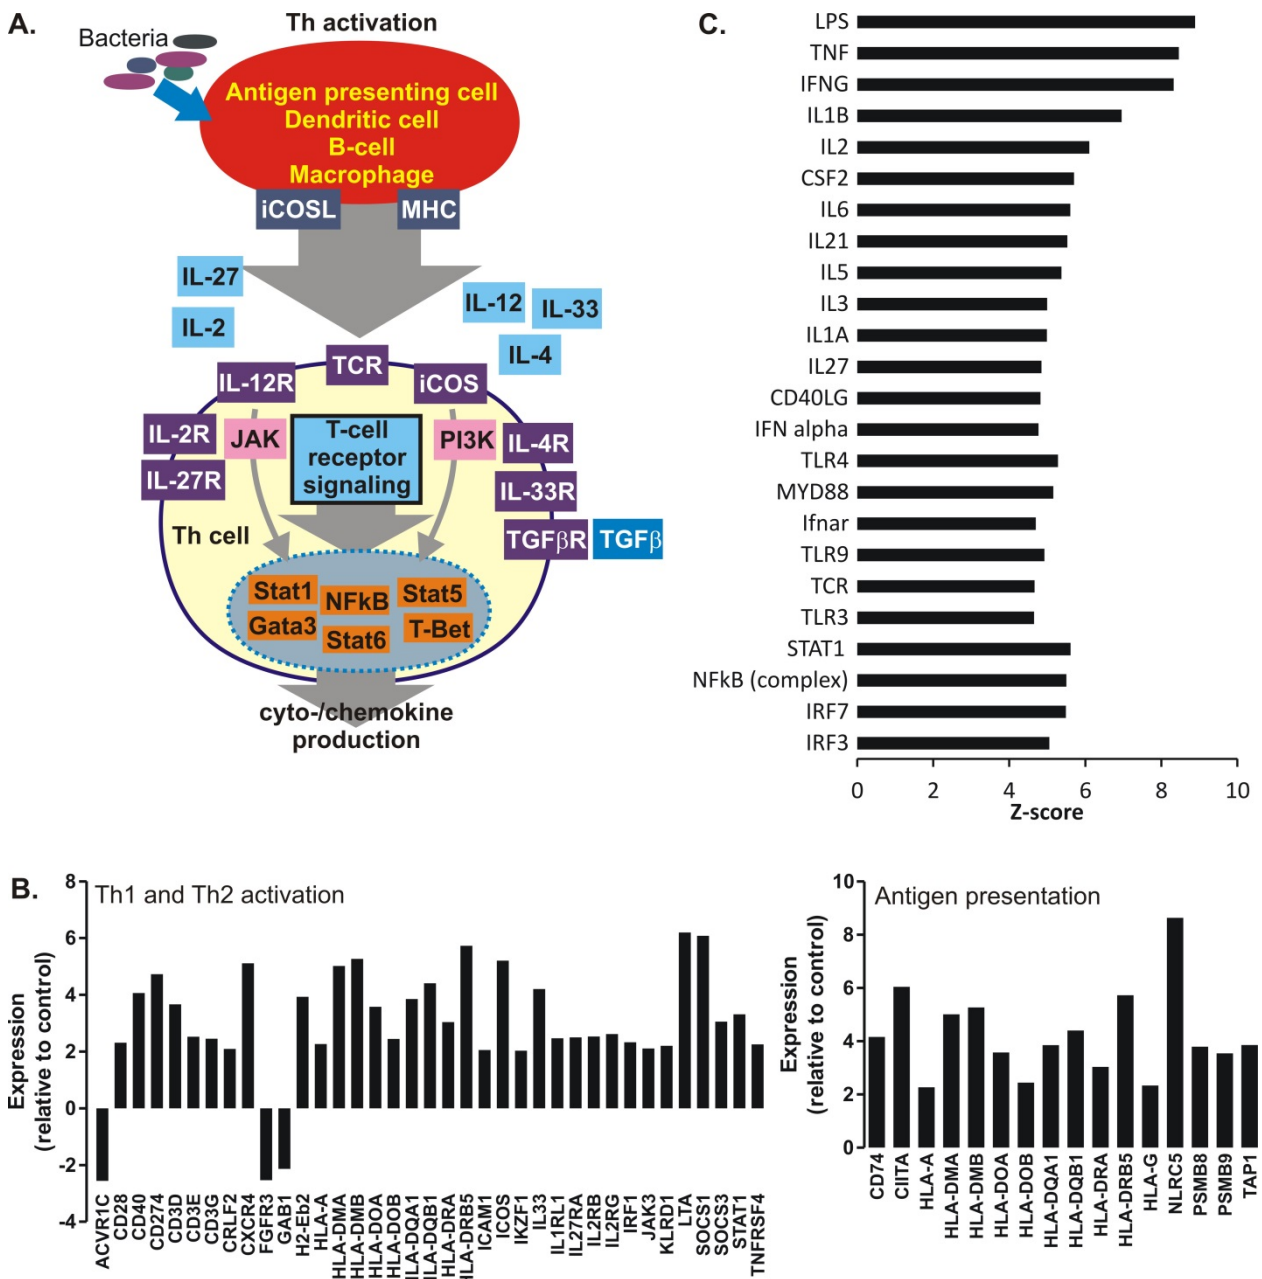 A.
Th activation
Bacteria
Antigen presenting cell
Dendritic cell
B-cell
Macrophage
iCOSL
MHC
IL-27
IL-2
IL-12
IL-33
IL-4
TCR
IL-12R
iCOS
IL-2R
JAK
T-cell
receptor
signaling
PI3K
IL-4R
IL-27R
IL-33R
Th cell
TGFβR
TGFβ
Stat1
NFkB
Stat5
Gata3
Stat6
T-Bet
cyto-/chemokine
production
C.
LPS
TNF
IFNG
IL1B
IL2
CSF2
IL6
IL21
IL5
IL3
IL1A
IL27
CD40LG
IFN alpha
TLR4
MYD88
Ifnar
TLR9
TCR
TLR3
STAT1
NFkB (complex)
IRF7
IRF3
0 2 4 6 8 10
Z-score
B.
Th1 and Th2 activation
Expression
(relative to control)
8
6
4
2
0
-2
-4
ACVR1C
CD28
CD40
CD274
CD3D
CD3E
CD3G
CRLF2
CXCR4
FGFR3
GAB1
H2-Eb2
HLA-A
HLA-DMA
HLA-DMB
HLA-DOA
HLA-DOB
HLA-DQA1
HLA-DQB1
HLA-DRA
HLA-DRB5
ICAM1
ICOS
IKZF1
IL33
IL1RL1
IL27RA
IL2RB
IL2RG
IRF1
JAK3
KLRD1
LTA
SOCS1
SOCS3
STAT1
TNFRSF4
Antigen presentation
Expression
(relative to control)
10
8
6
4
2
0
CD74
CIITA
HLA-A
HLA-DMA
HLA-DMB
HLA-DOA
HLA-DOB
HLA-DQA1
HLA-DQB1
HLA-DRA
HLA-DRB5
HLA-G
NLRC5
PSMB8
PSMB9
TAP1